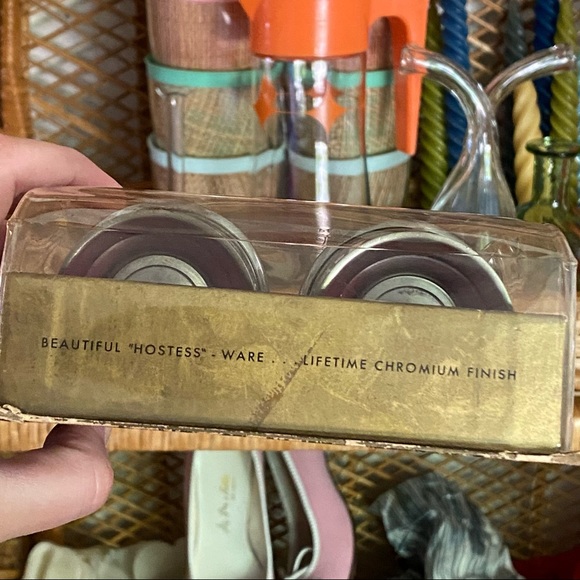 BEAUTIFUL "HOSTESS" - WARE . . . LIFETIME CHROMIUM FINISH